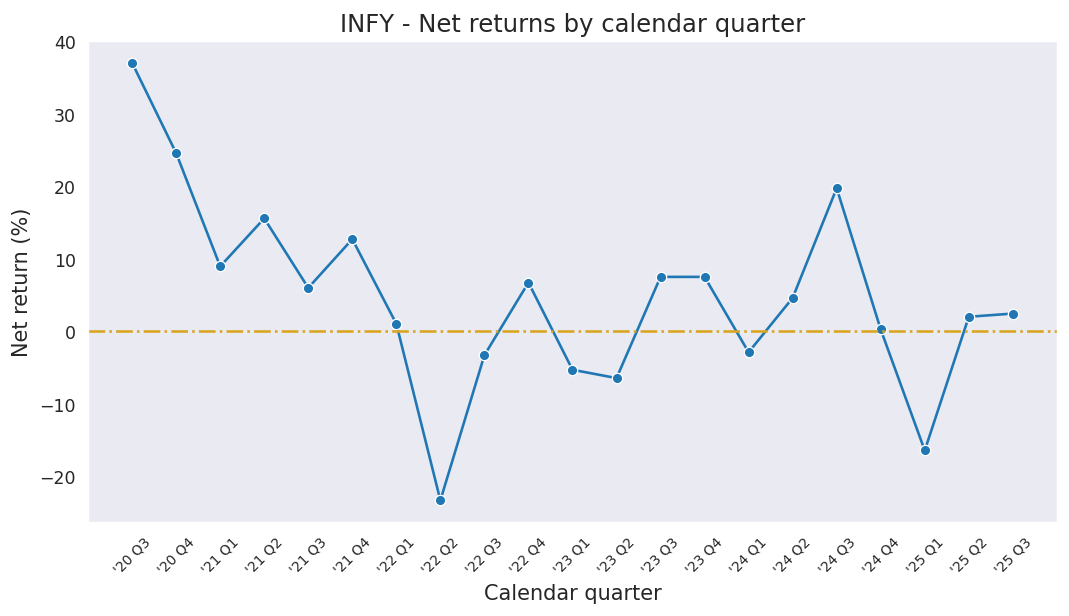 INFY - Net returns by calendar quarter
Net return (%)
40
30
20
10
0
−10
−20
'20 Q3
'20 Q4
'21 Q1
'21 Q2
'21 Q3
'21 Q4
'22 Q1
'22 Q2
'22 Q3
'22 Q4
'23 Q1
'23 Q2
'23 Q3
'23 Q4
'24 Q1
'24 Q2
'24 Q3
'24 Q4
'25 Q1
'25 Q2
'25 Q3
Calendar quarter